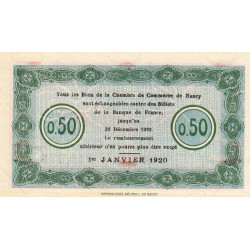 Tous les Bons de la Chambre de Commerce de Nancy
sont échangeables contre des Billets
de la Banque de France,
jusqu'au
31 Décembre
Le remboursement
ultérieur n'en pourra plus être exigé
1er JANVIER 1920
0.50
0.50